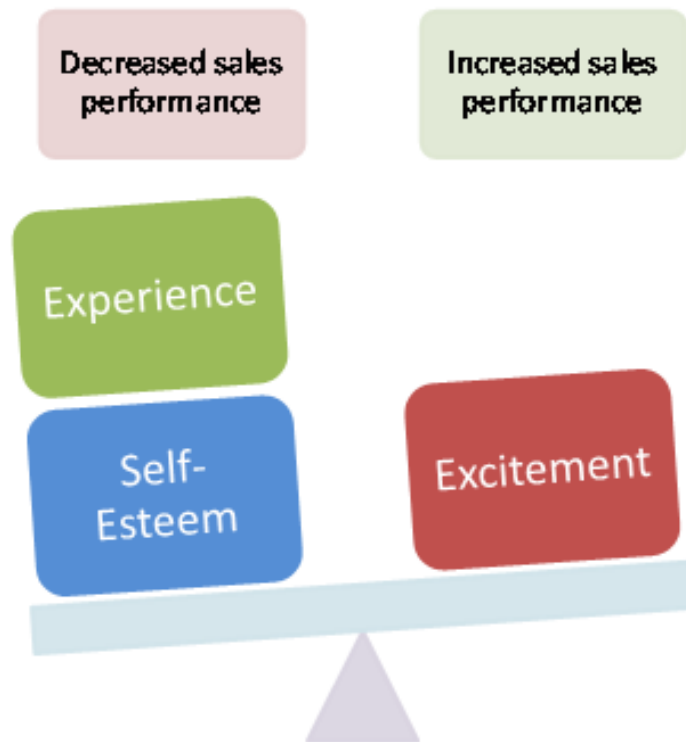 Decreased sales
performance
Increased sales
performance
Experience
Self-
Esteem
Excitement